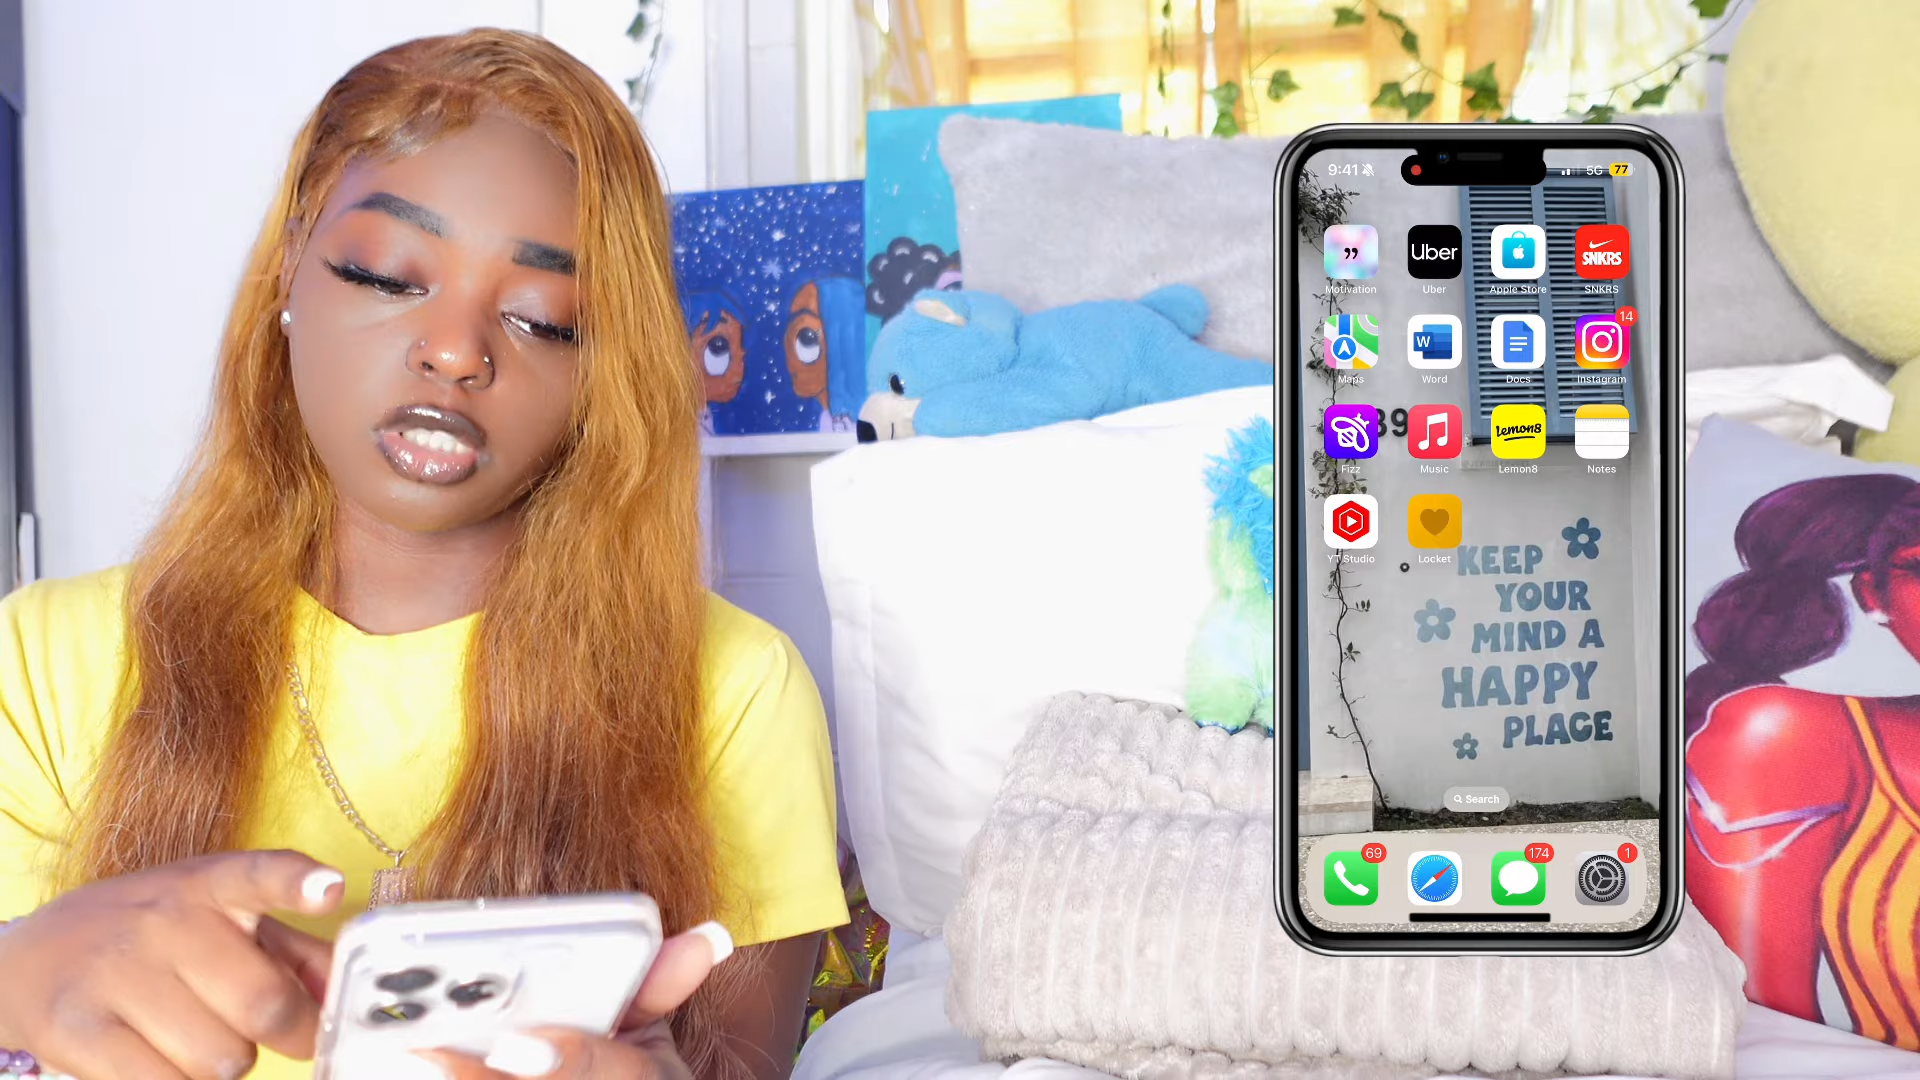 9:41 5G 77
Uber SNKRS
Motivation Uber Apple Store SNKRS
14
W
Maps Word Docs Instagram
39
Lemon8
Fizz Music Lemon8 Notes
YT Studio Locket
KEEP
YOUR
MIND A
HAPPY
PLACE
Search
69 174 1